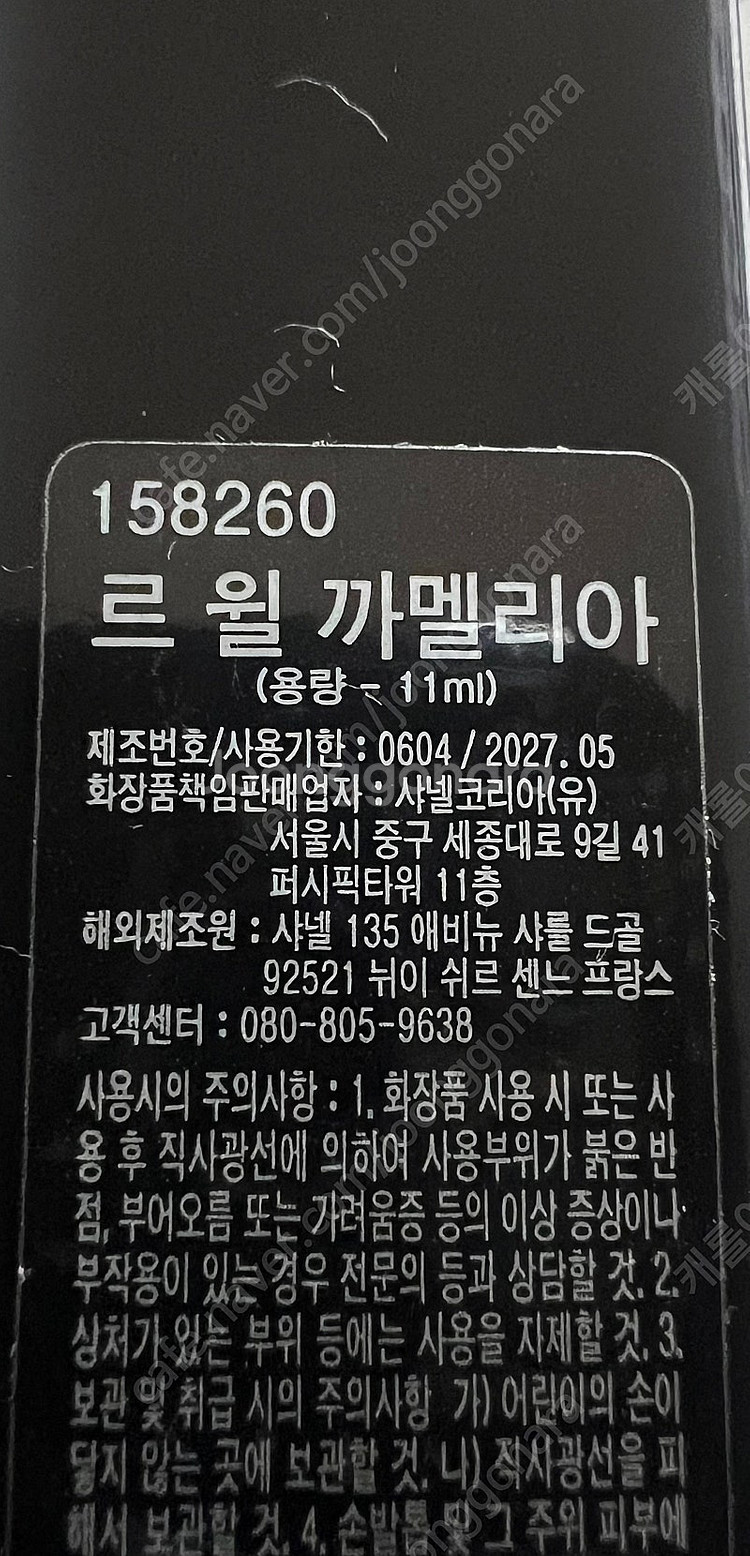 158260
르 윌 까멜리아
(용량 - 11ml)
제조번호/사용기한 : 0604 / 2027. 05
화장품책임판매업자 : 샤넬코리아(유)
서울시 중구 세종대로 9길 41
퍼시픽타워 11층
해외제조원 : 샤넬 135 애비뉴 샤를 드골
92521 뉘이 쉬르 센느 프랑스
고객센터 : 080-805-9638
사용시의 주의사항 : 1. 화장품 사용 시 또는 사
용 후 직사광선에 의하여 사용부위가 붉은 반
점, 부어오름 또는 가려움증 등의 이상 증상이나
부작용이 있는 경우 전문의 등과 상담할 것. 2.
상처가 있는 부위 등에는 사용을 자제할 것. 3.
보관 및 취급 시의 주의사항 가) 어린이의 손이
닿지 않는 곳에 보관할 것. 나) 직사광선을 피
해서 보관할 것. 4. 손발톱 및 그 주위 피부에
cafe.naver.com/joonggonara
cafe.naver.com/joonggonara
cafe.naver.com/joonggonara